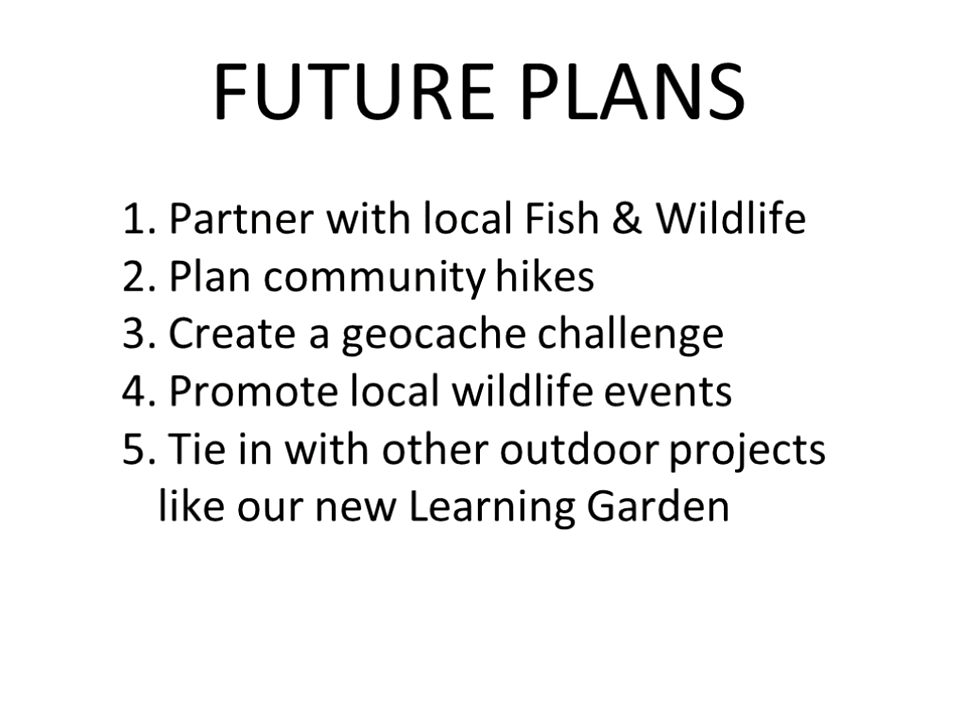 FUTURE PLANS
1. Partner with local Fish & Wildlife
2. Plan community hikes
3. Create a geocache challenge
4. Promote local wildlife events
5. Tie in with other outdoor projects
like our new Learning Garden